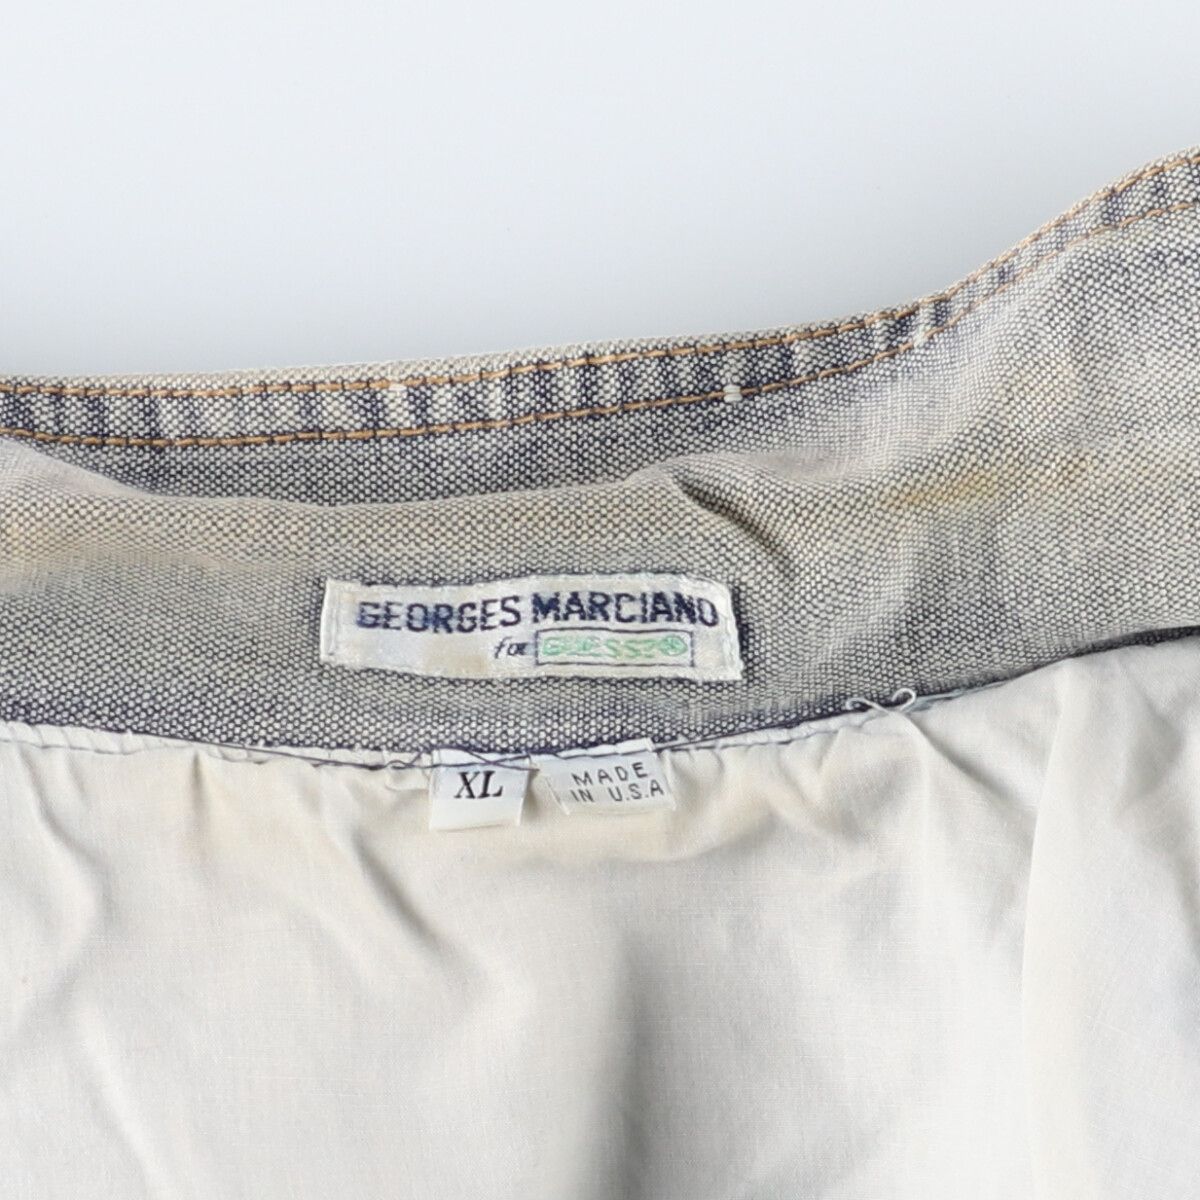 GEORGES MARCIANO
for GUESS?®
XL
MADE
IN U.S.A